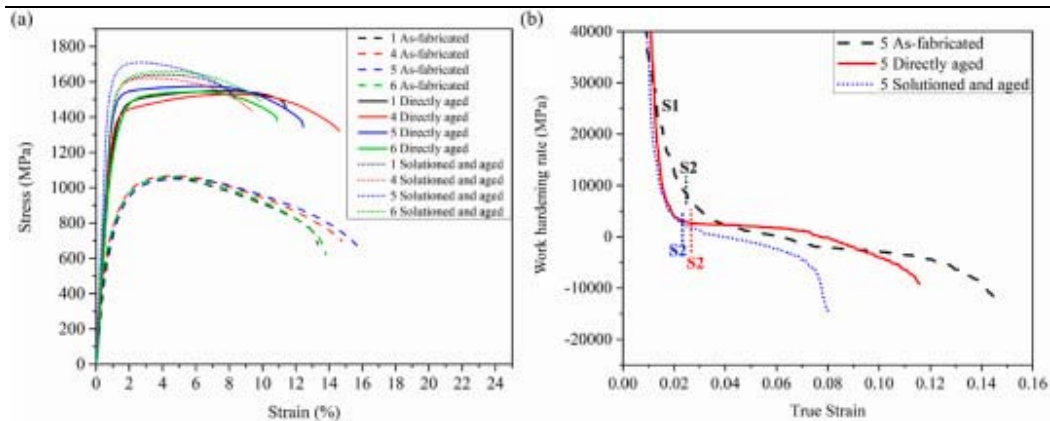 (a)
1800
1600
1400
1200
1000
800
600
400
200
0
Stress (MPa)
0 2 4 6 8 10 12 14 16 18 20 22 24
Strain (%)
1 As-fabricated
4 As-fabricated
5 As-fabricated
6 As-fabricated
1 Directly aged
4 Directly aged
5 Directly aged
6 Directly aged
1 Solutioned and aged
4 Solutioned and aged
5 Solutioned and aged
6 Solutioned and aged
(b)
40000
30000
20000
10000
0
-10000
-20000
Work hardening rate (MPa)
0.00 0.02 0.04 0.06 0.08 0.10 0.12 0.14 0.16
True Strain
5 As-fabricated
5 Directly aged
5 Solutioned and aged
S1
S2
S2
S2